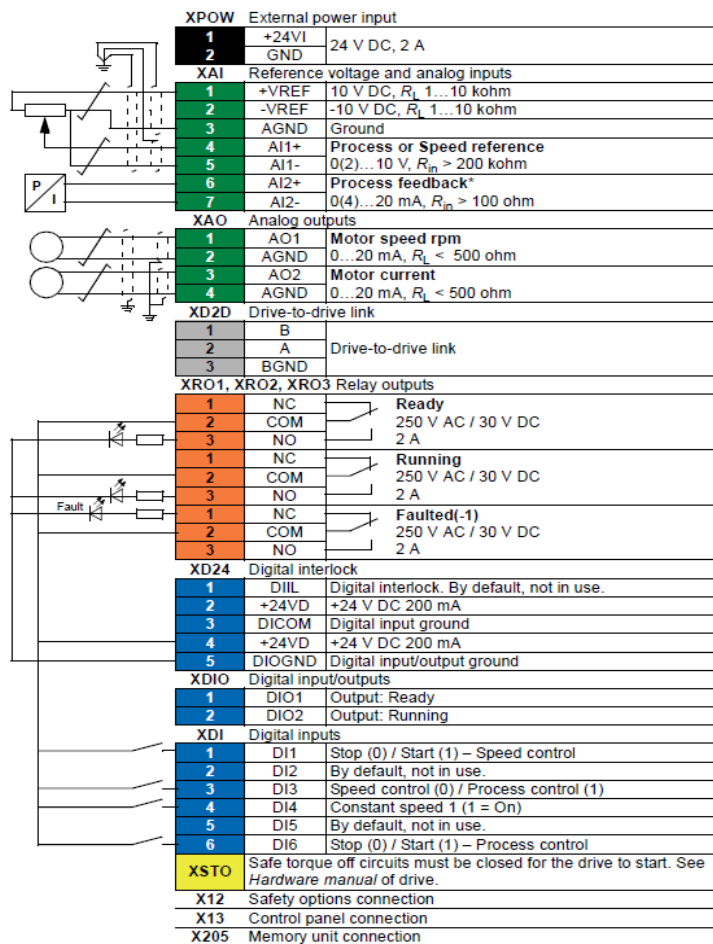 XPOW External power input
1 +24VI 24 V DC, 2 A
2 GND
XAI Reference voltage and analog inputs
1 +VREF 10 V DC, RL 1…10 kohm
2 -VREF -10 V DC, RL 1…10 kohm
3 AGND Ground
4 AI1+ Process or Speed reference
5 AI1- 0(2)…10 V, Rin > 200 kohm
P I
6 AI2+ Process feedback*
7 AI2- 0(4)…20 mA, Rin > 100 ohm
XAO Analog outputs
1 AO1 Motor speed rpm
2 AGND 0…20 mA, RL < 500 ohm
3 AO2 Motor current
4 AGND 0…20 mA, RL < 500 ohm
XD2D Drive-to-drive link
1 B
2 A Drive-to-drive link
3 BGND
XRO1, XRO2, XRO3 Relay outputs
1 NC Ready
2 COM 250 V AC / 30 V DC
3 NO 2 A
1 NC Running
2 COM 250 V AC / 30 V DC
3 NO 2 A
Fault
1 NC Faulted(-1)
2 COM 250 V AC / 30 V DC
3 NO 2 A
XD24 Digital interlock
1 DIIL Digital interlock. By default, not in use.
2 +24VD +24 V DC 200 mA
3 DICOM Digital input ground
4 +24VD +24 V DC 200 mA
5 DIOGND Digital input/output ground
XDIO Digital input/outputs
1 DIO1 Output: Ready
2 DIO2 Output: Running
XDI Digital inputs
1 DI1 Stop (0) / Start (1) – Speed control
2 DI2 By default, not in use.
3 DI3 Speed control (0) / Process control (1)
4 DI4 Constant speed 1 (1 = On)
5 DI5 By default, not in use.
6 DI6 Stop (0) / Start (1) – Process control
XSTO Safe torque off circuits must be closed for the drive to start. See
Hardware manual of drive.
X12 Safety options connection
X13 Control panel connection
X205 Memory unit connection